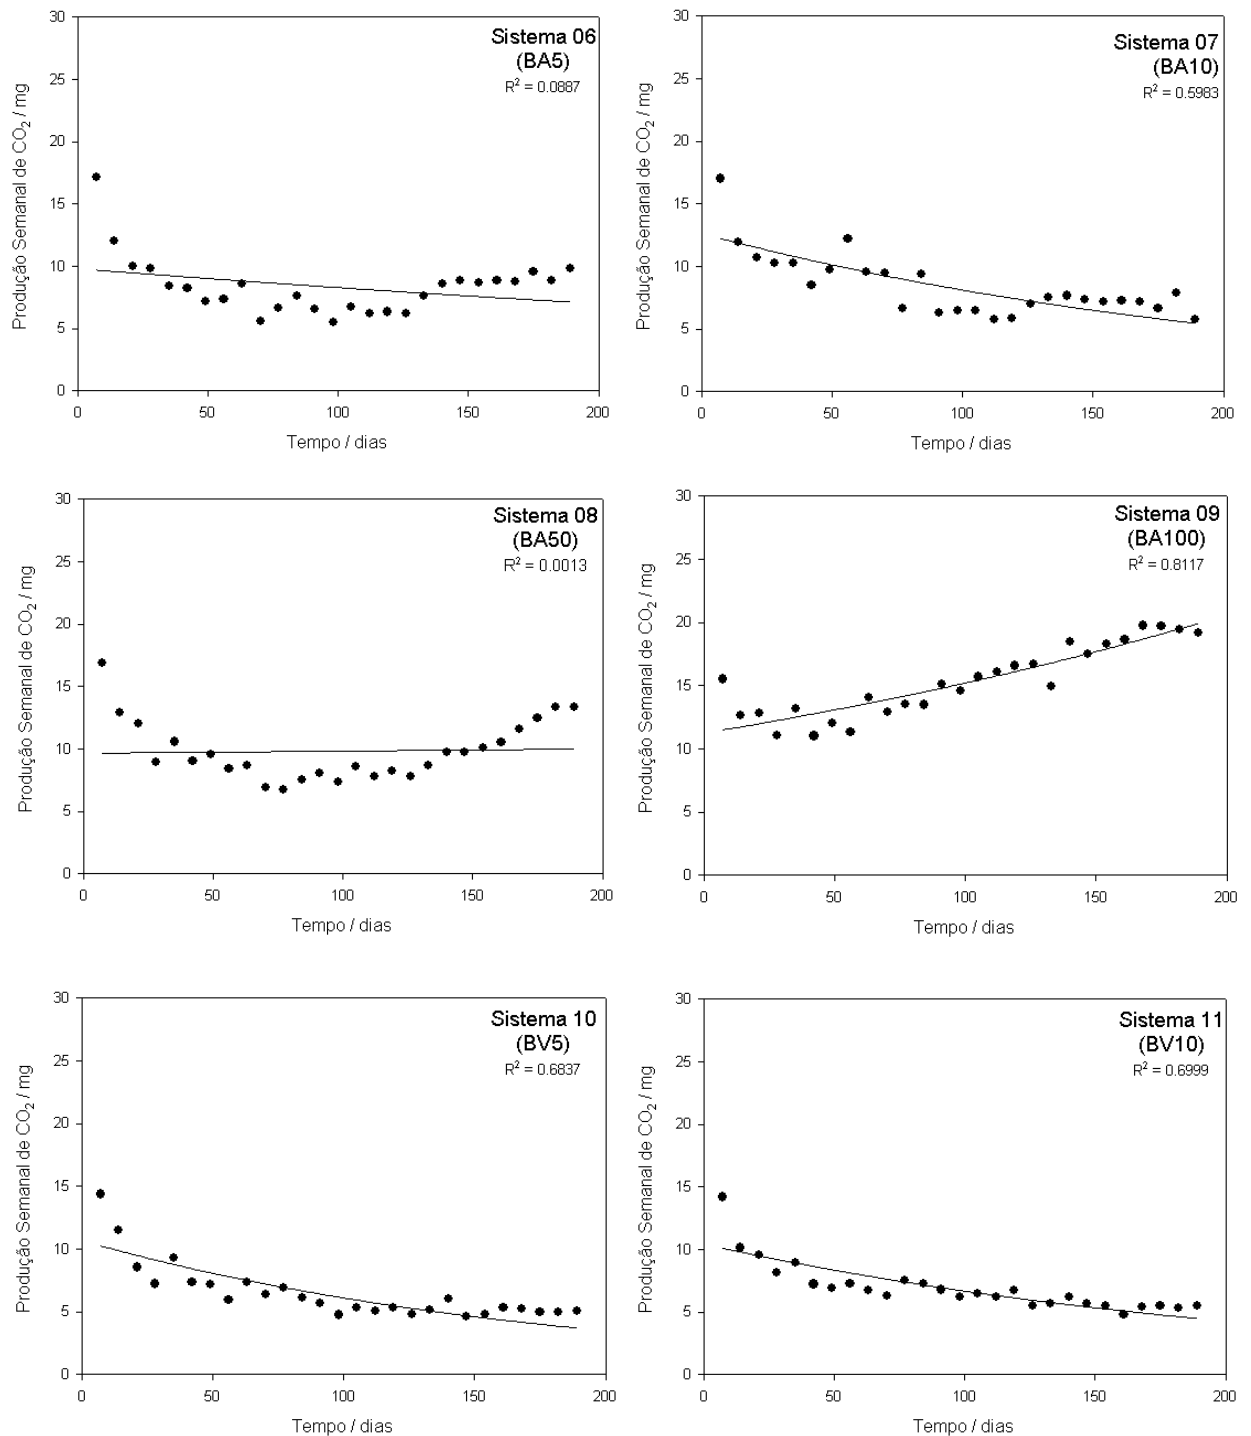 Sistema 06
(BA5)
R² = 0.0887
Produção Semanal de CO₂ / mg
30
25
20
15
10
5
0
0 50 100 150 200
Tempo / dias
Sistema 07
(BA10)
R² = 0.5983
Produção Semanal de CO₂ / mg
30
25
20
15
10
5
0
0 50 100 150 200
Tempo / dias
Sistema 08
(BA50)
R² = 0.0013
Produção Semanal de CO₂ / mg
30
25
20
15
10
5
0
0 50 100 150 200
Tempo / dias
Sistema 09
(BA100)
R² = 0.8117
Produção Semanal de CO₂ / mg
30
25
20
15
10
5
0
0 50 100 150 200
Tempo / dias
Sistema 10
(BV5)
R² = 0.6837
Produção Semanal de CO₂ / mg
30
25
20
15
10
5
0
0 50 100 150 200
Tempo / dias
Sistema 11
(BV10)
R² = 0.6999
Produção Semanal de CO₂ / mg
30
25
20
15
10
5
0
0 50 100 150 200
Tempo / dias